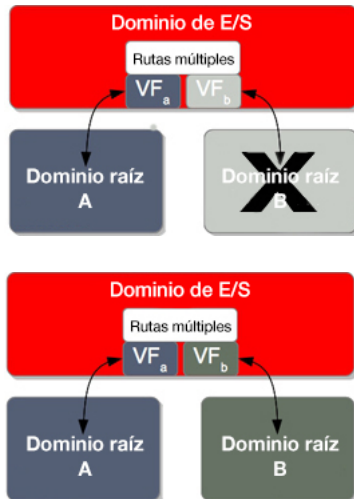 Dominio de E/S
Rutas múltiples
VFa VFb
Dominio raíz Dominio raíz
A B
Dominio de E/S
Rutas múltiples
VFa VFb
Dominio raíz Dominio raíz
A B